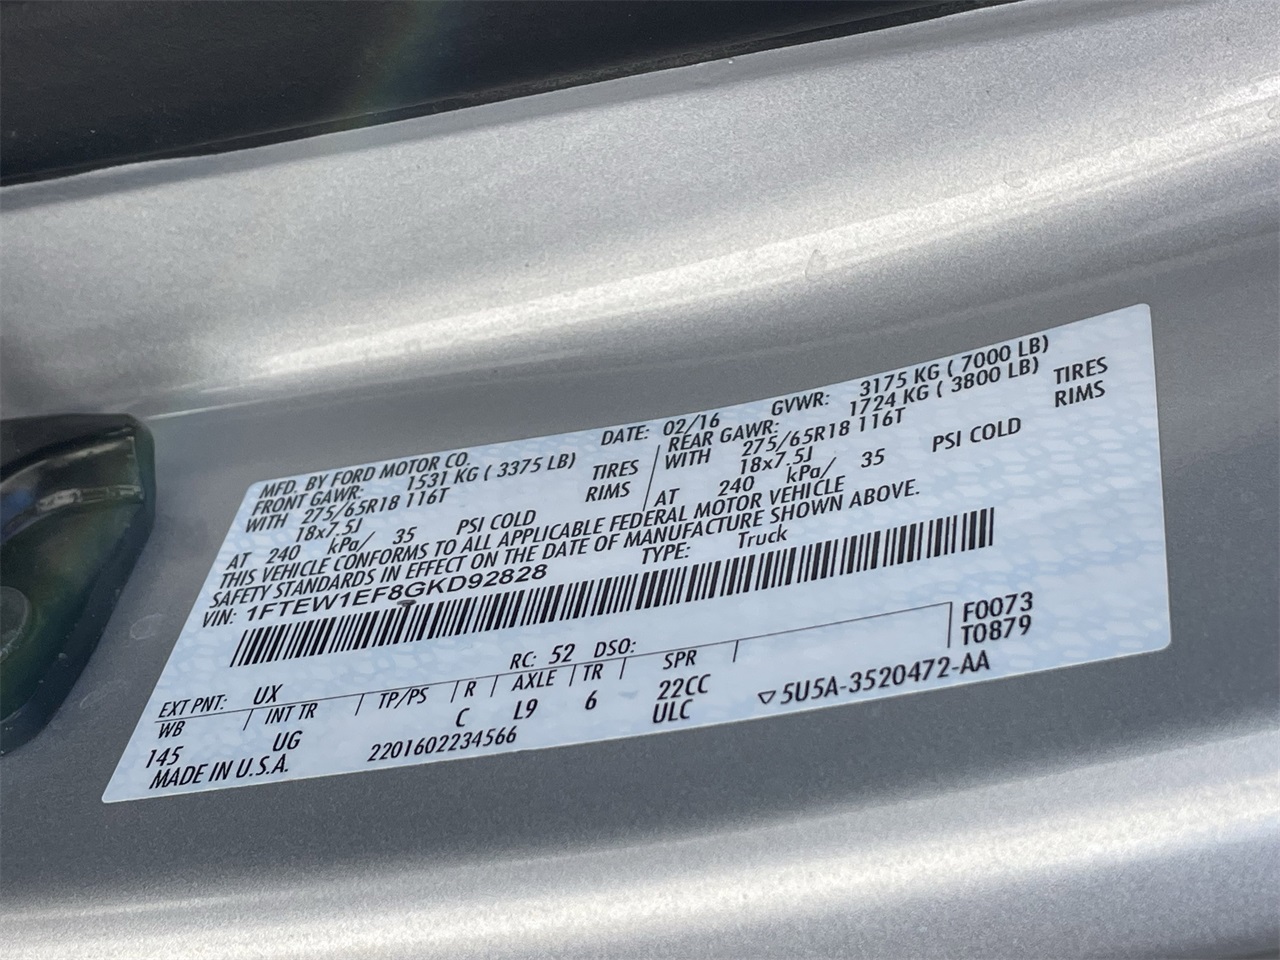 MFD. BY FORD MOTOR CO. DATE: 02/16 GVWR: 3175 KG ( 7000 LB)
FRONT GAWR: 1531 KG ( 3375 LB) REAR GAWR: 1724 KG ( 3800 LB)
WITH 275/65R18 116T TIRES WITH 275/65R18 116T TIRES
18x7.5J RIMS 18x7.5J RIMS
AT 240 kPa/ 35 PSI COLD AT 240 kPa/ 35 PSI COLD
THIS VEHICLE CONFORMS TO ALL APPLICABLE FEDERAL MOTOR VEHICLE
SAFETY STANDARDS IN EFFECT ON THE DATE OF MANUFACTURE SHOWN ABOVE.
VIN: 1FTEW1EF8GKD92828 TYPE: Truck
F0073
EXT PNT: UX RC: 52 DSO: T0879
WB INT TR TP/PS R AXLE TR SPR
145 UG C L9 6 22CC ▽5U5A-3520472-AA
ULC
MADE IN U.S.A. 2201602234566